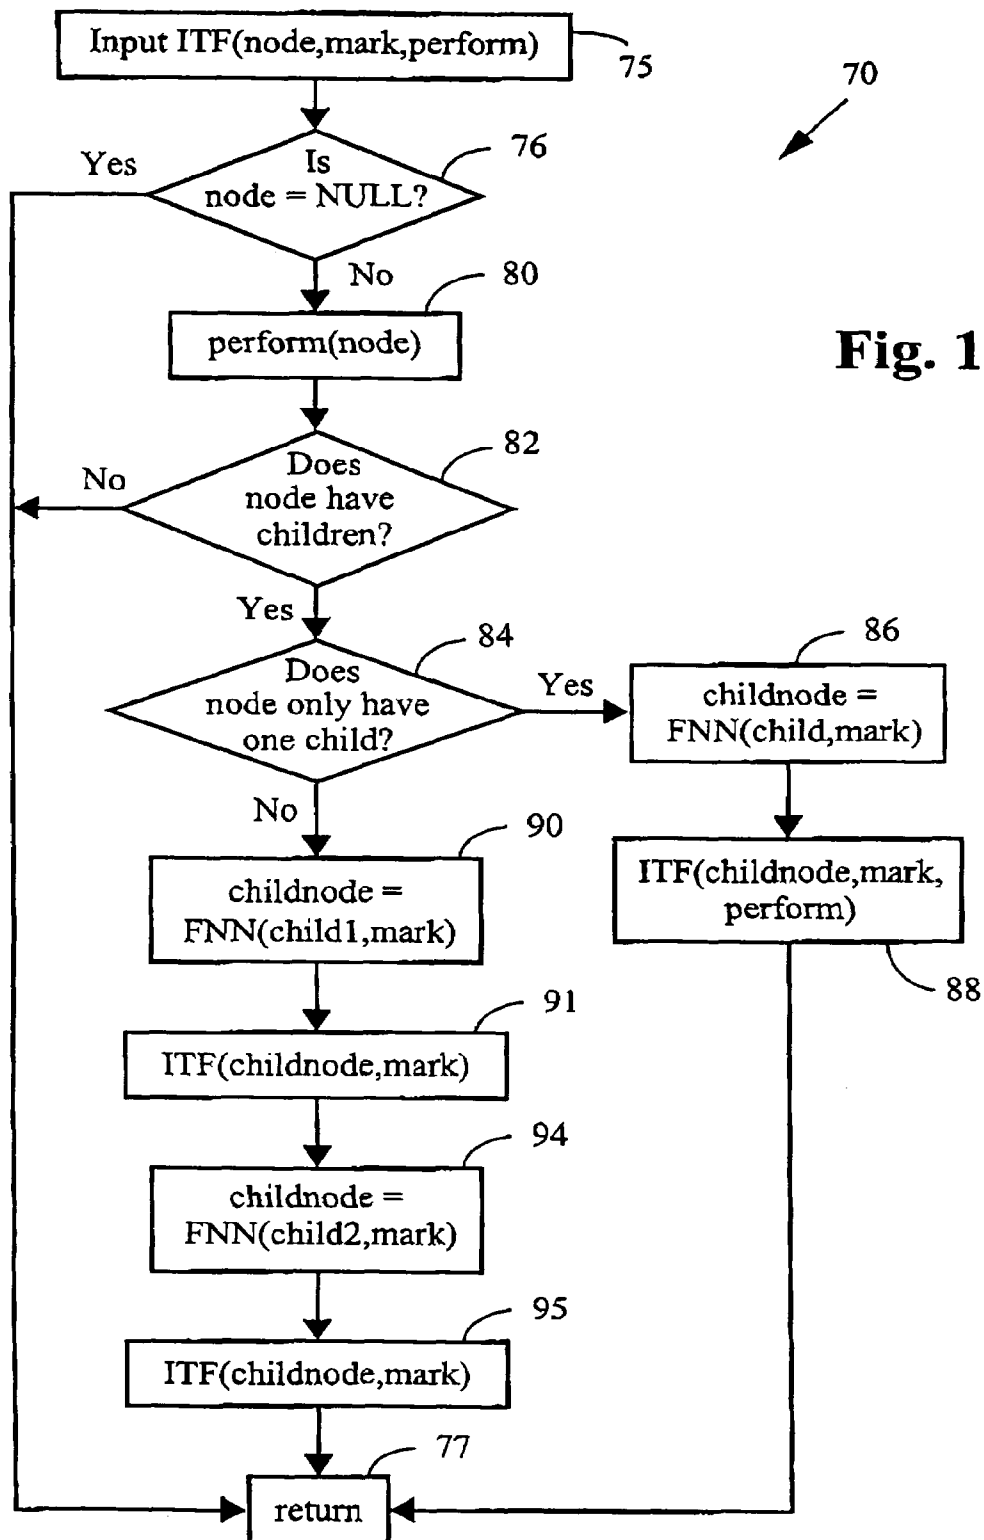 Input ITF(node,mark,perform)
75
70
Is
node = NULL?
76
Yes
No
80
perform(node)
Fig. 1
82
Does
node have
children?
No
Yes
84
Does
node only have
one child?
Yes
86
childnode =
FNN(child,mark)
No
90
childnode =
FNN(child1,mark)
ITF(childnode,mark,
perform)
88
91
ITF(childnode,mark)
94
childnode =
FNN(child2,mark)
95
ITF(childnode,mark)
77
return